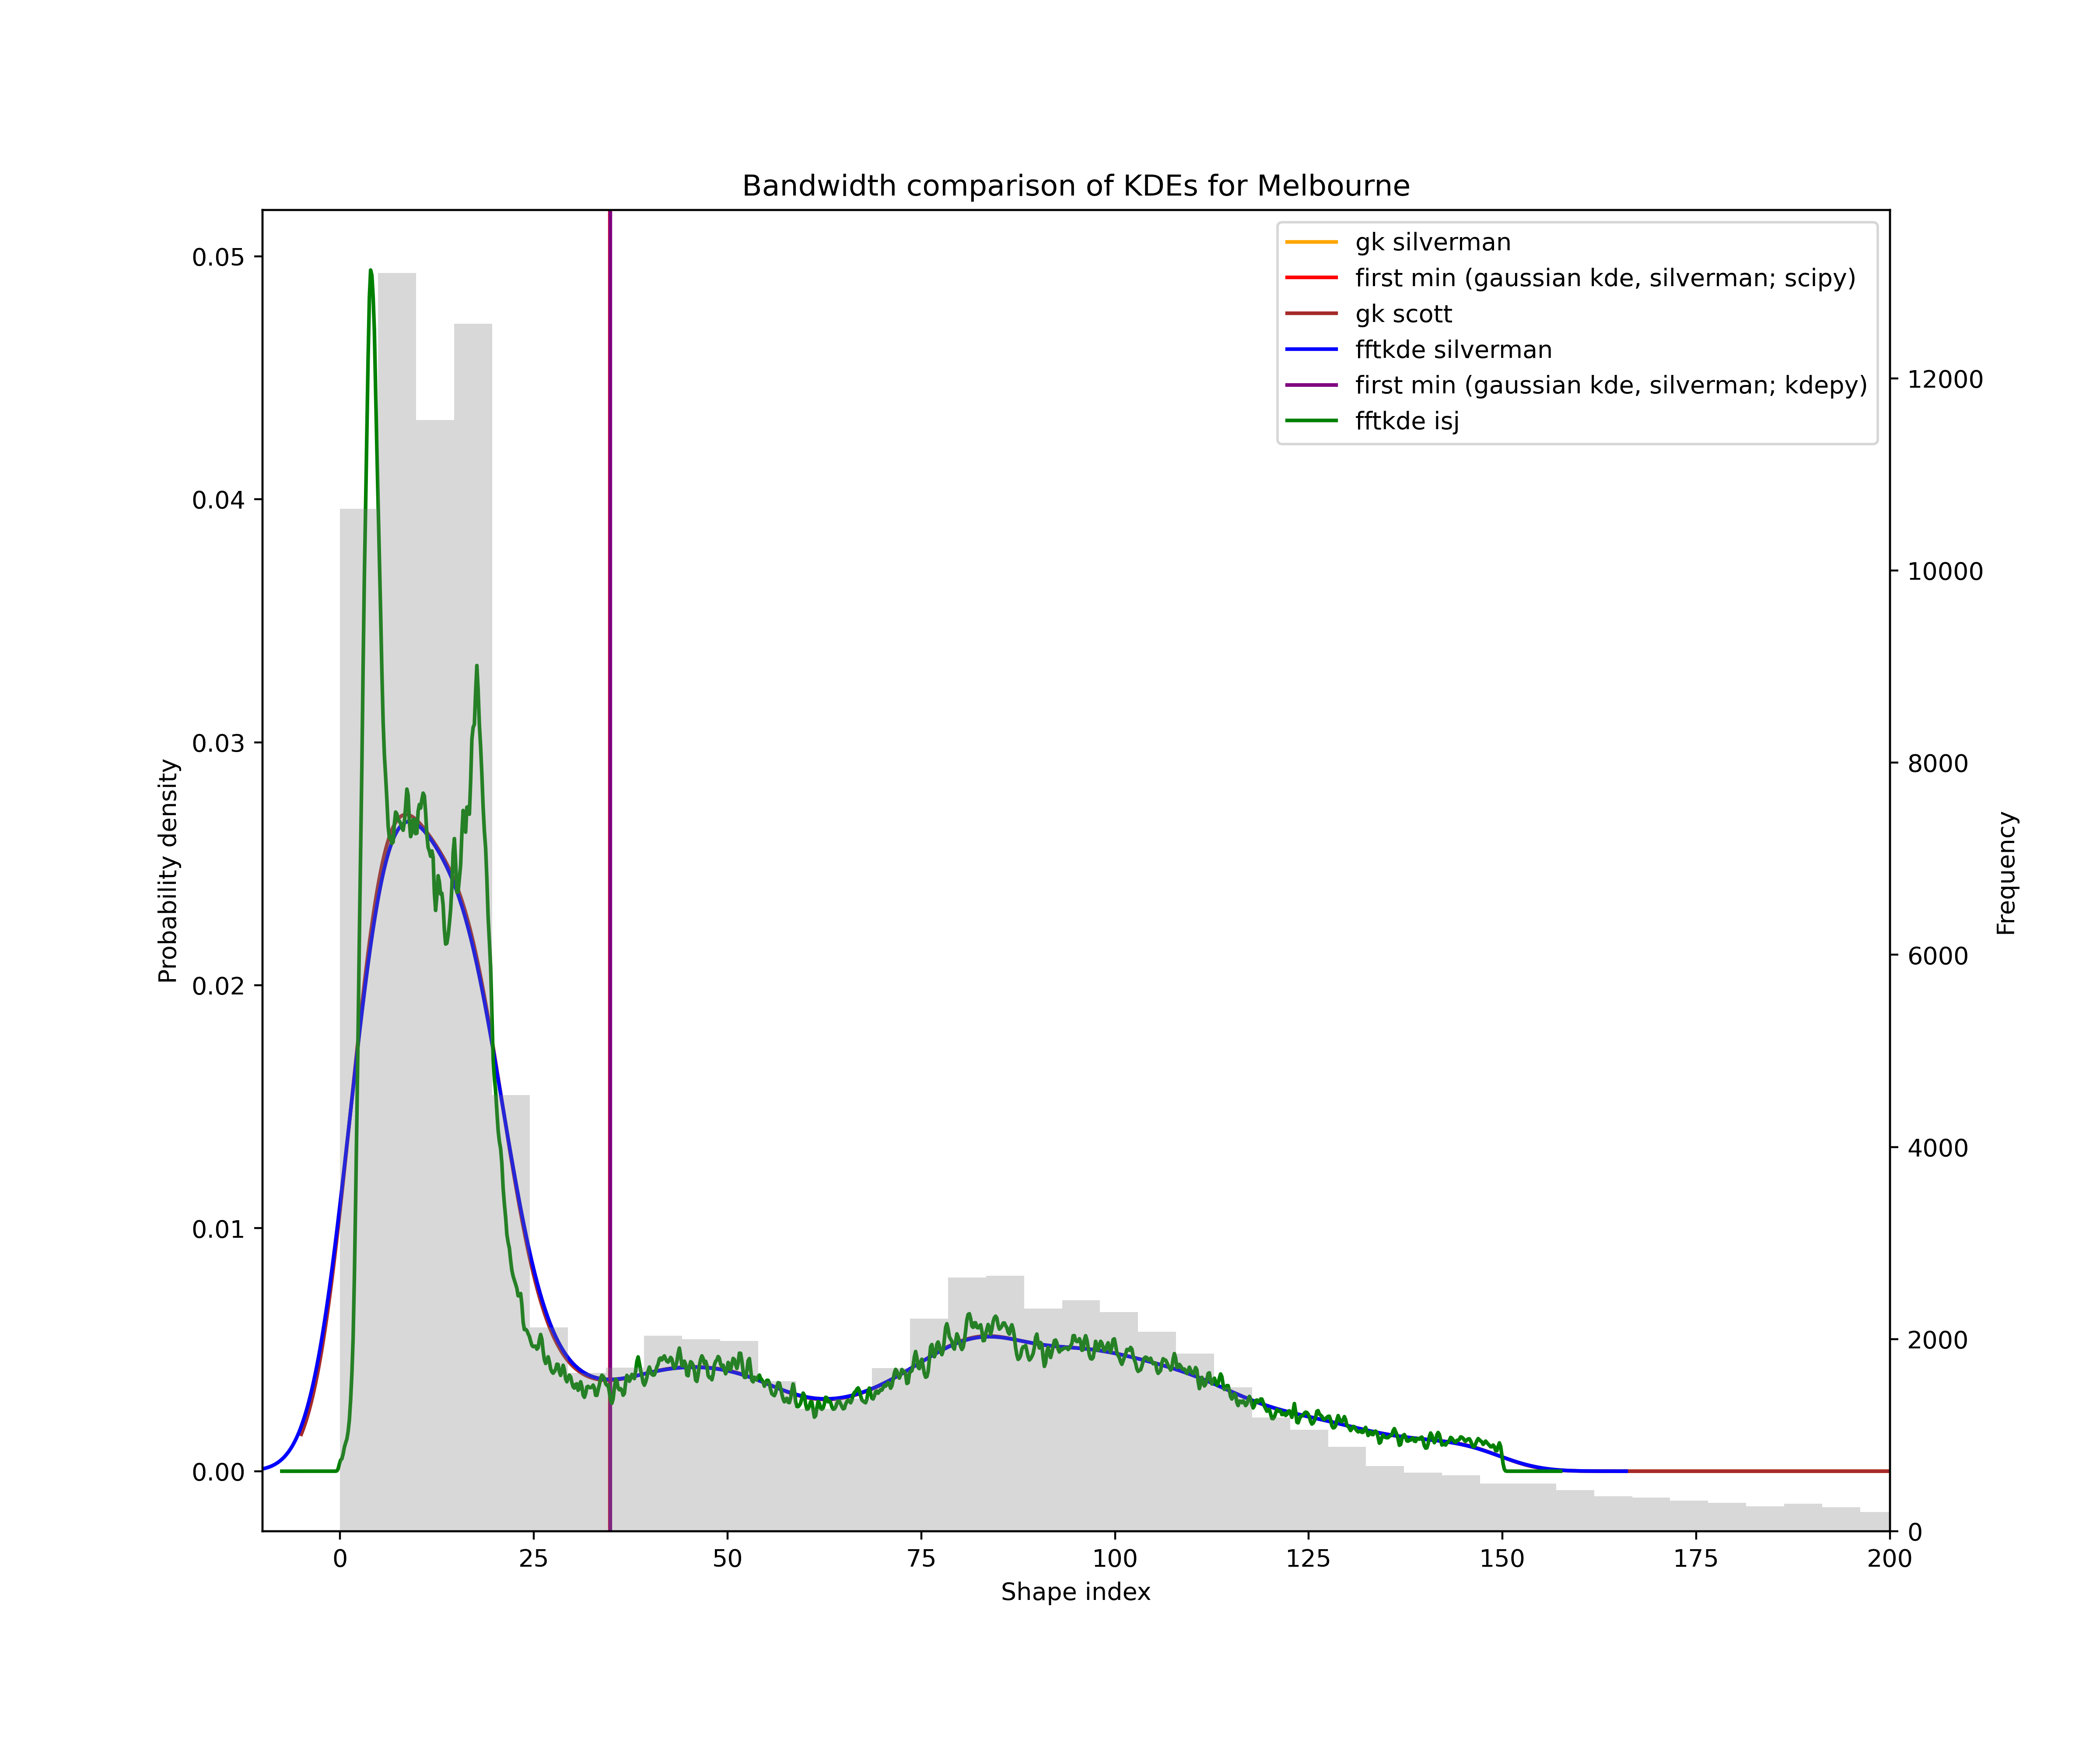 Bandwidth comparison of KDEs for Melbourne
gk silverman
first min (gaussian kde, silverman; scipy)
gk scott
fftkde silverman
first min (gaussian kde, silverman; kdepy)
fftkde isj
0.05
0.04
0.03
0.02
0.01
0.00
Probability density
12000
10000
8000
6000
4000
2000
0
Frequency
0 25 50 75 100 125 150 175 200
Shape index